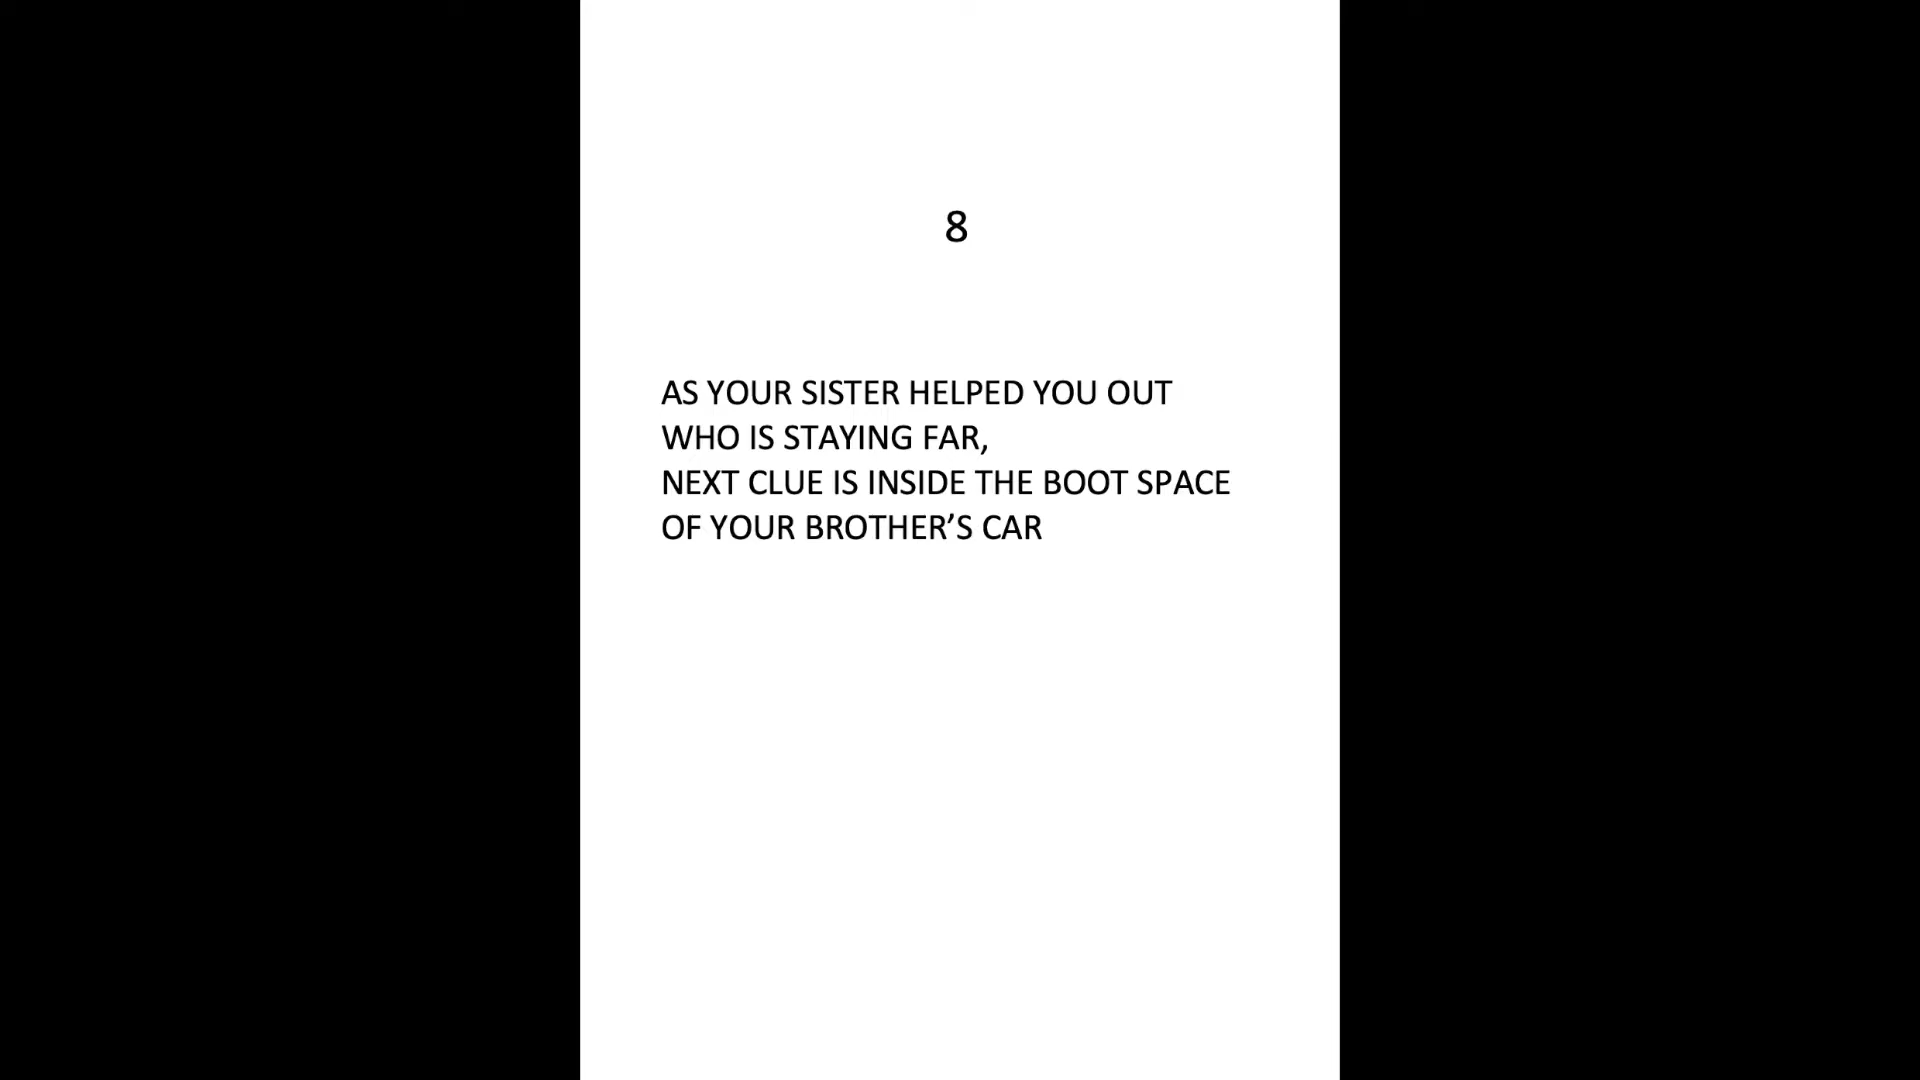 8
AS YOUR SISTER HELPED YOU OUT
WHO IS STAYING FAR,
NEXT CLUE IS INSIDE THE BOOT SPACE
OF YOUR BROTHER’S CAR